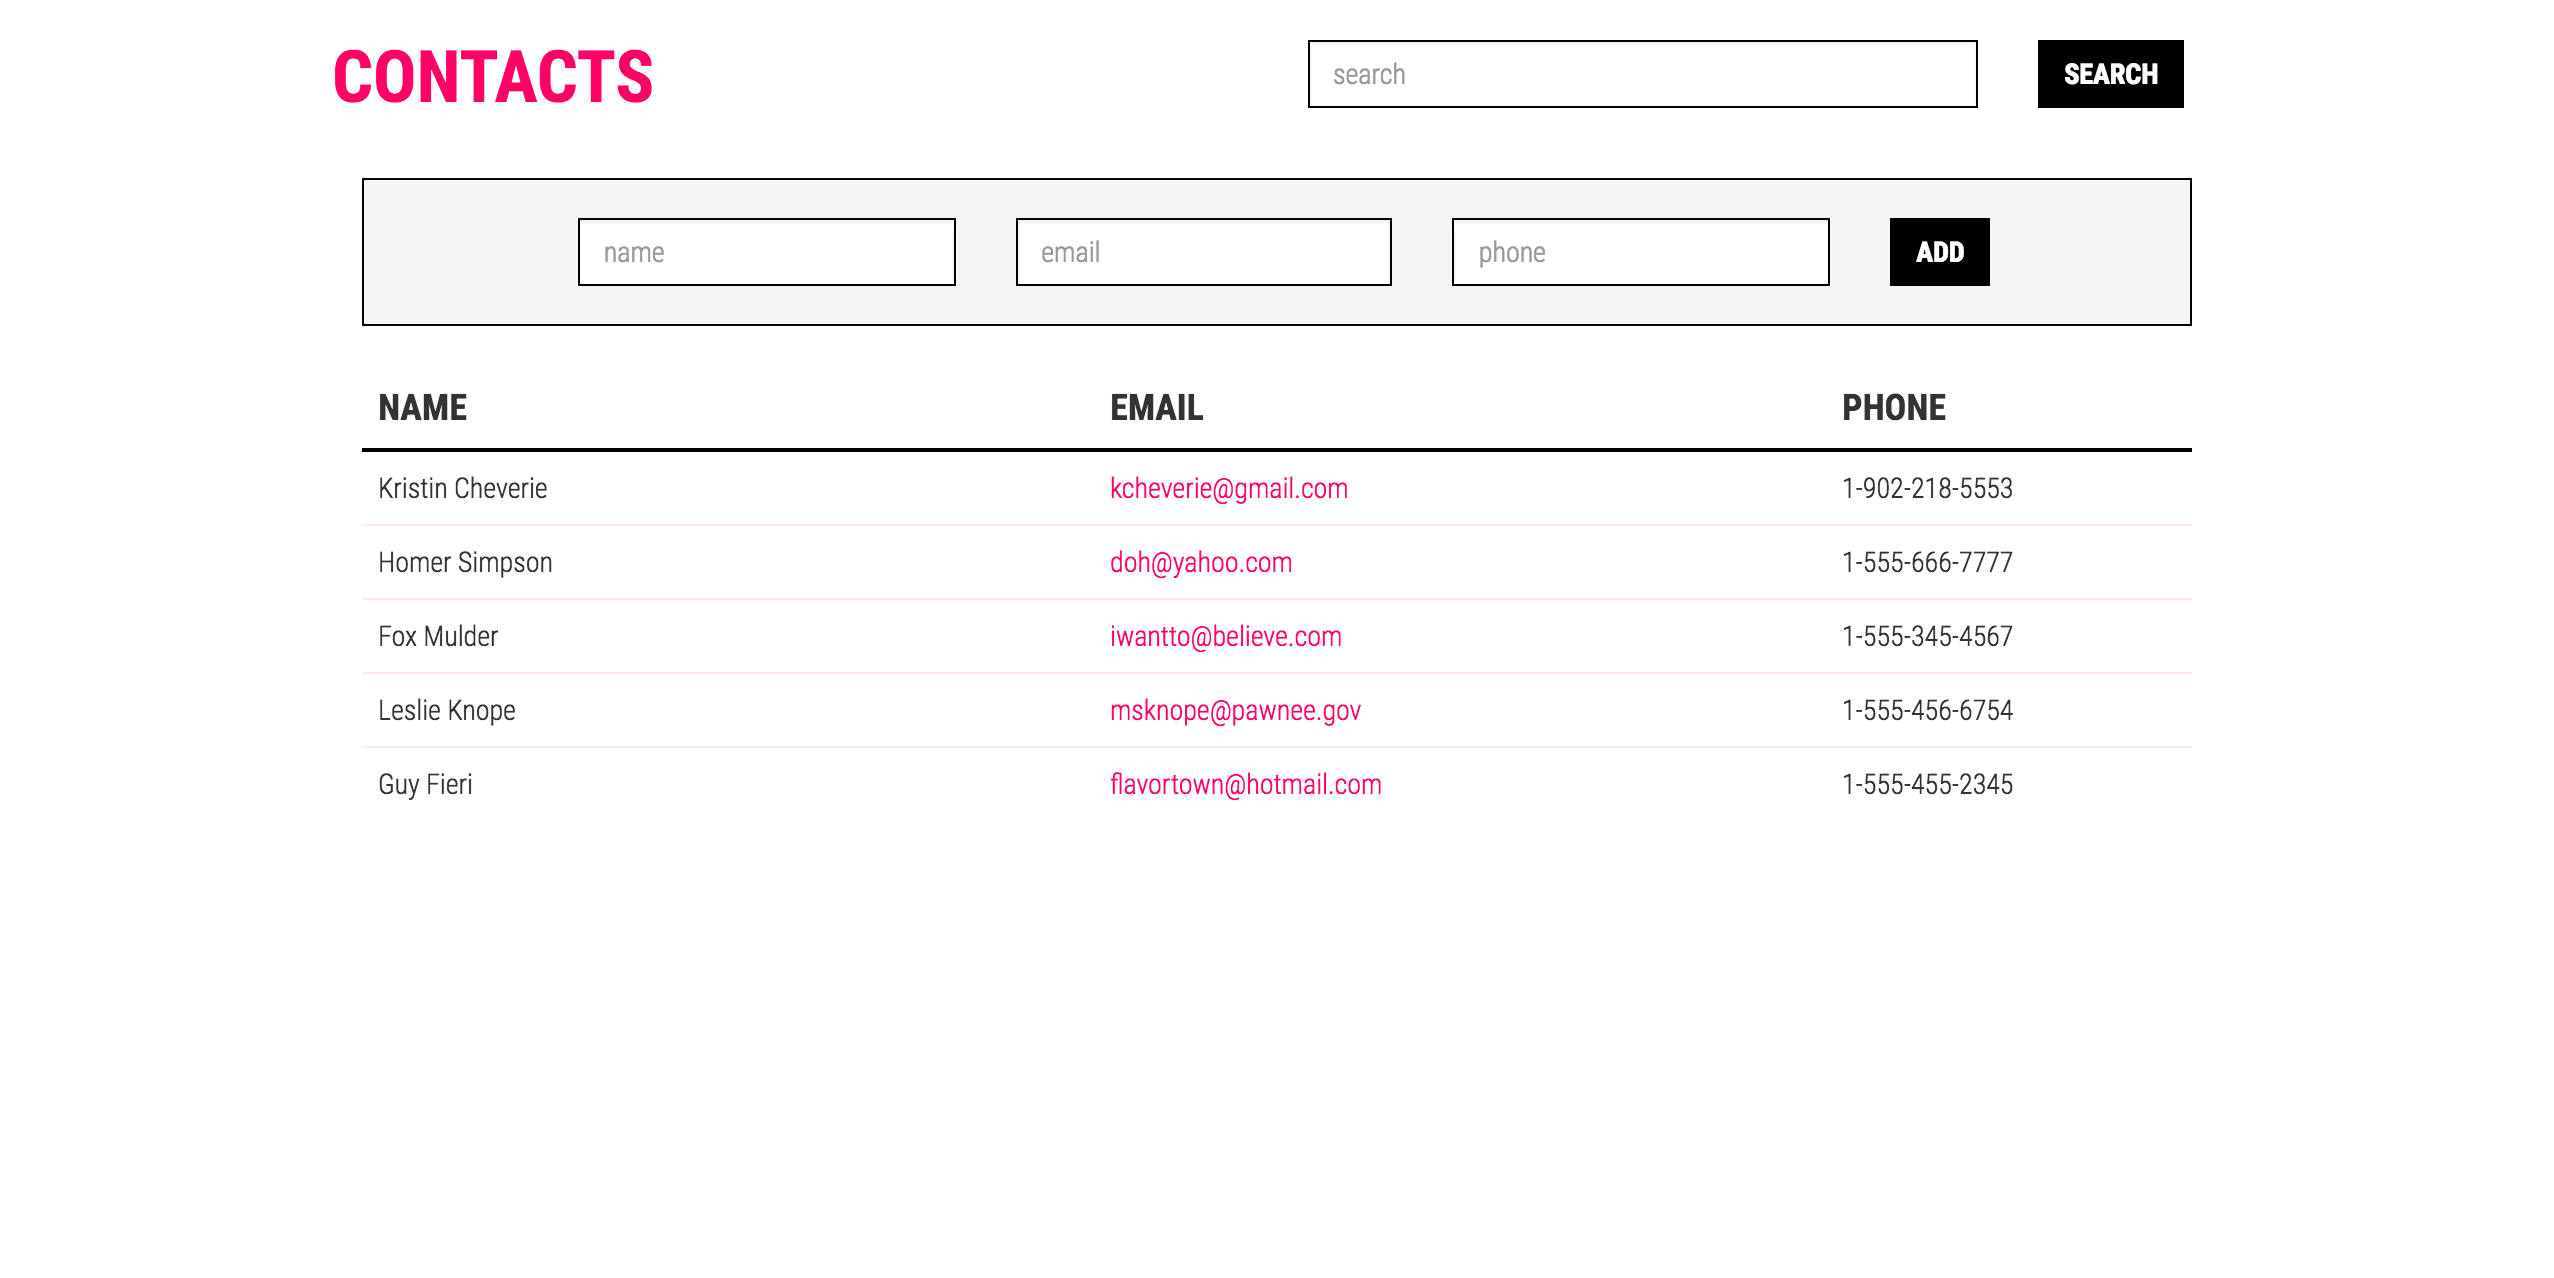 CONTACTS search SEARCH
name email phone ADD
NAME EMAIL PHONE
Kristin Cheverie kcheverie@gmail.com 1-902-218-5553
Homer Simpson doh@yahoo.com 1-555-666-7777
Fox Mulder iwantto@believe.com 1-555-345-4567
Leslie Knope msknope@pawnee.gov 1-555-456-6754
Guy Fieri flavortown@hotmail.com 1-555-455-2345